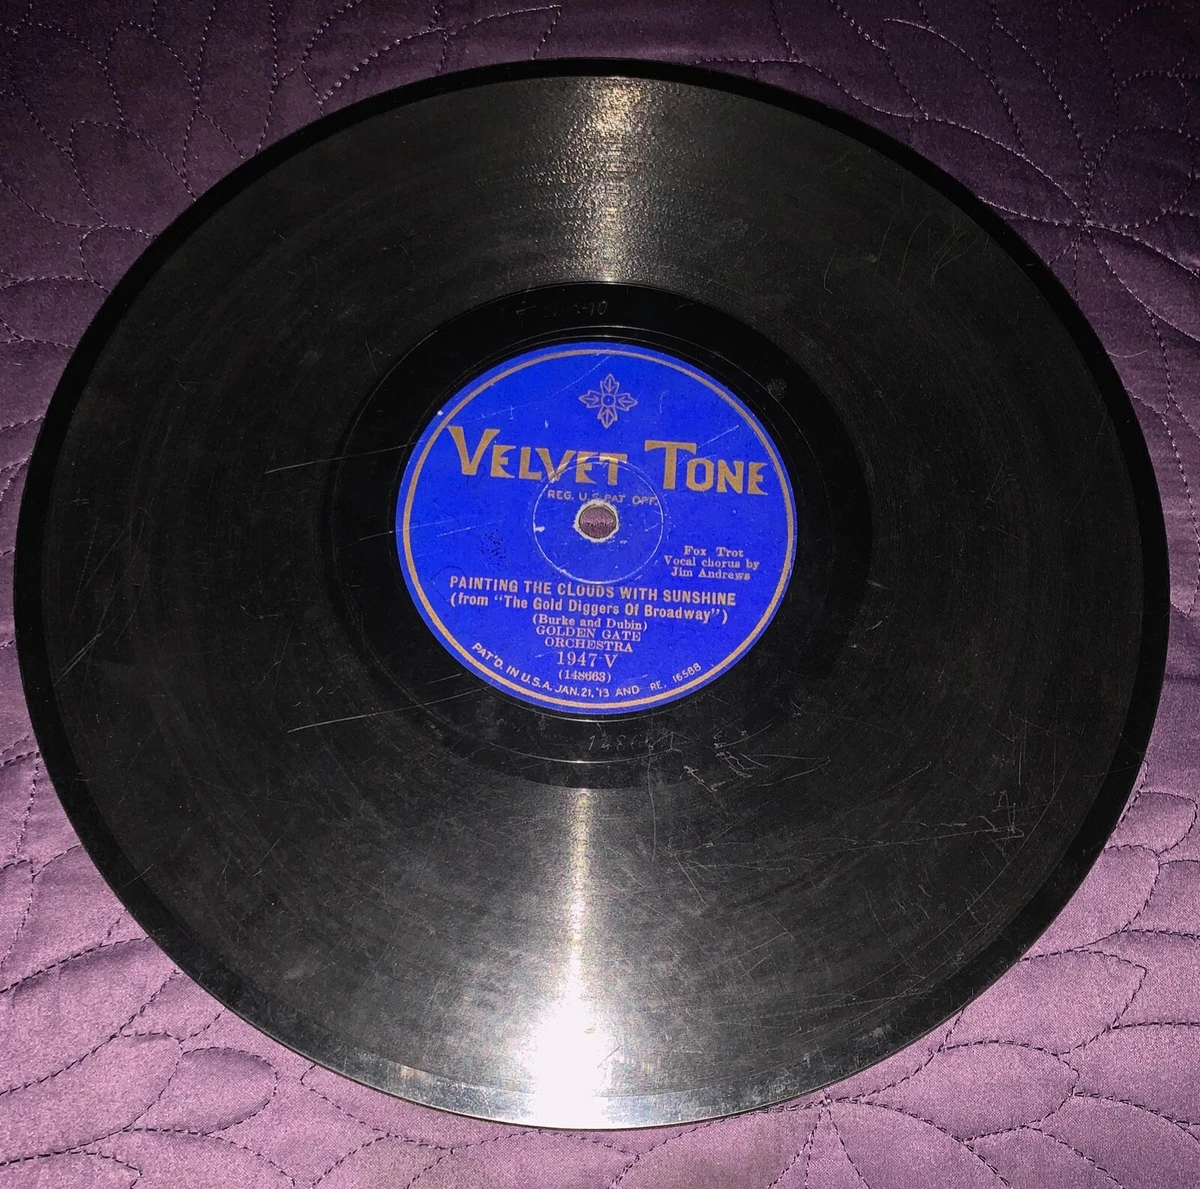 VELVET TONE
REG. U.S. PAT OFF.
Fox Trot
Vocal chorus by
Jim Andrews
PAINTING THE CLOUDS WITH SUNSHINE
(from "The Gold Diggers Of Broadway")
(Burke and Dubin)
GOLDEN GATE
ORCHESTRA
1947-V
(148663)
PAT'D. IN U.S.A. JAN. 21, '13 AND RE. 16588